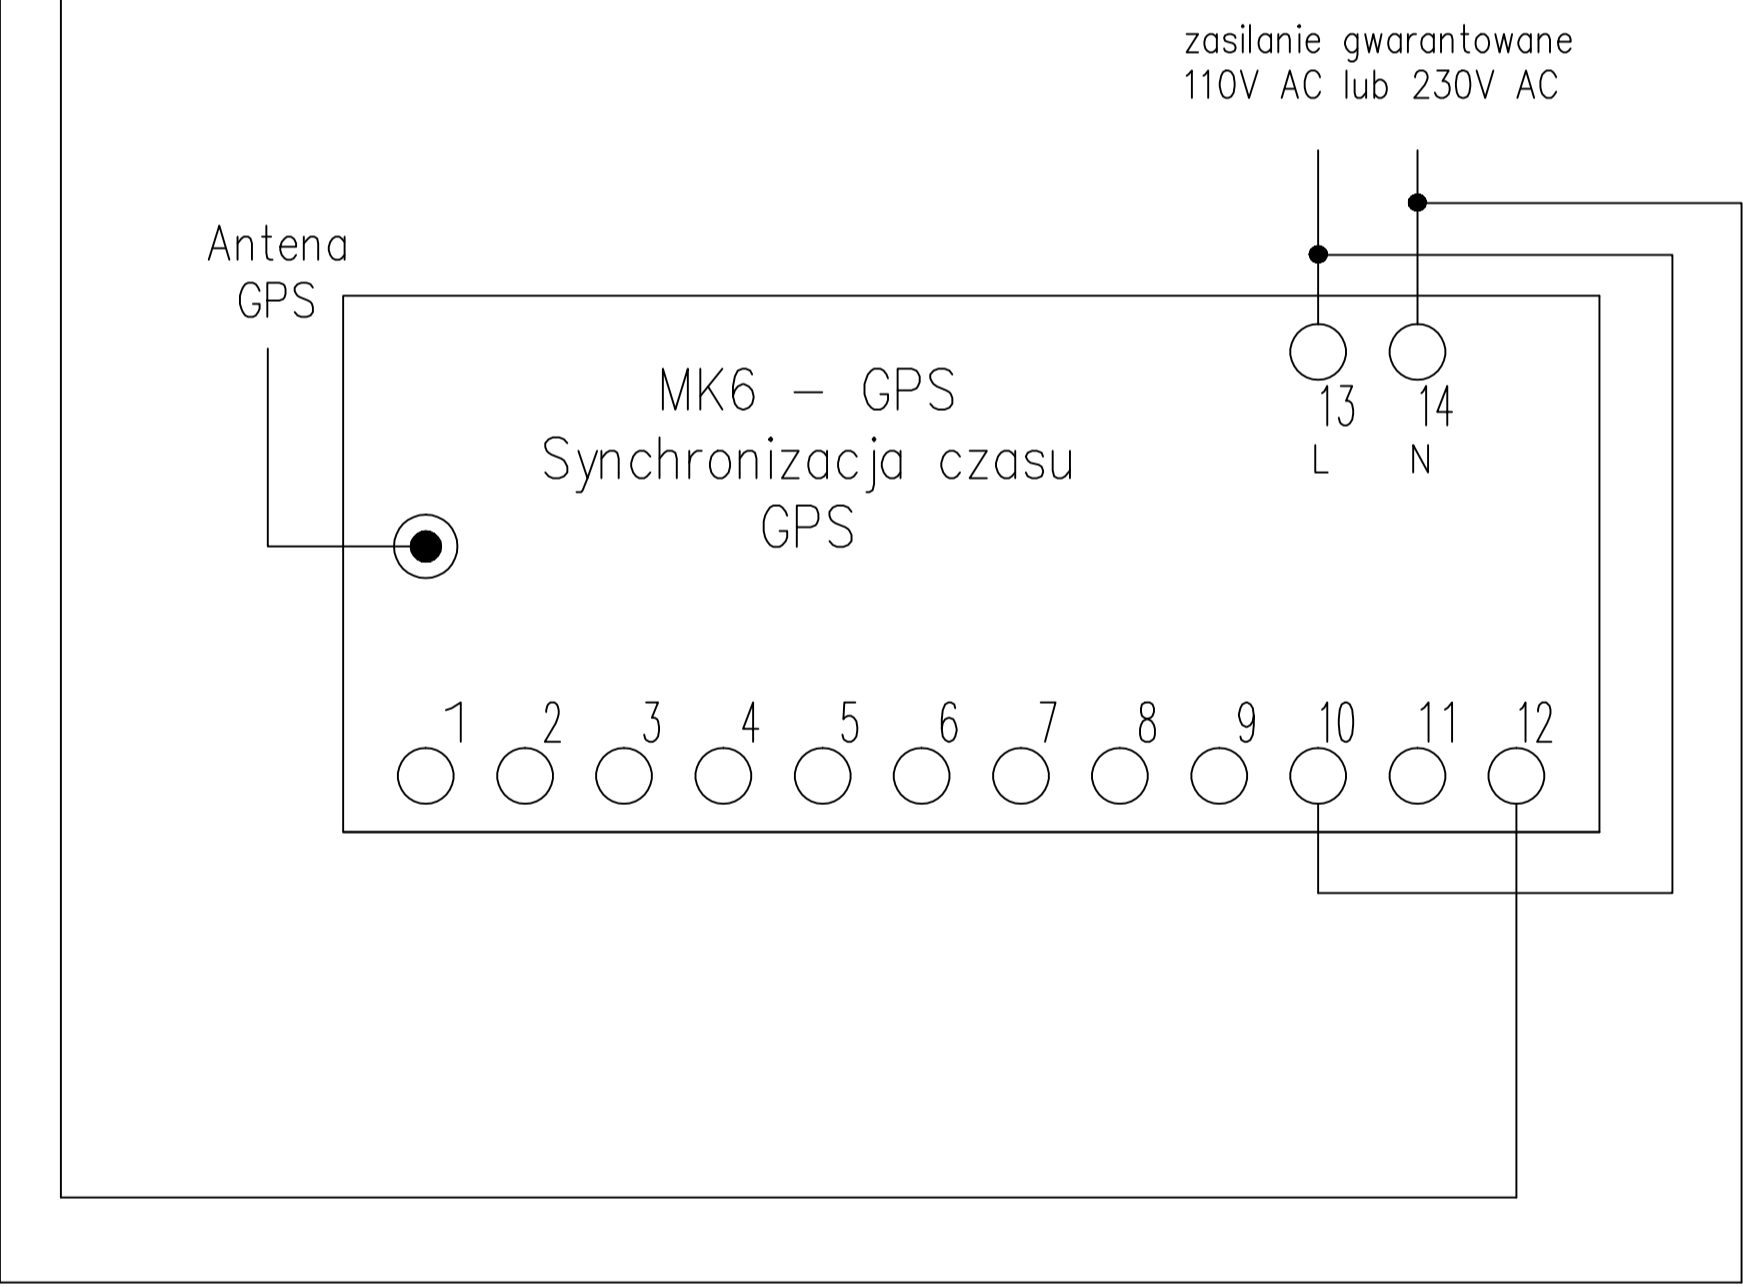 zasilanie gwarantowane
110V AC lub 230V AC
Antena
GPS
MK6 – GPS
Synchronizacja czasu
GPS
13 14
L N
1 2 3 4 5 6 7 8 9 10 11 12